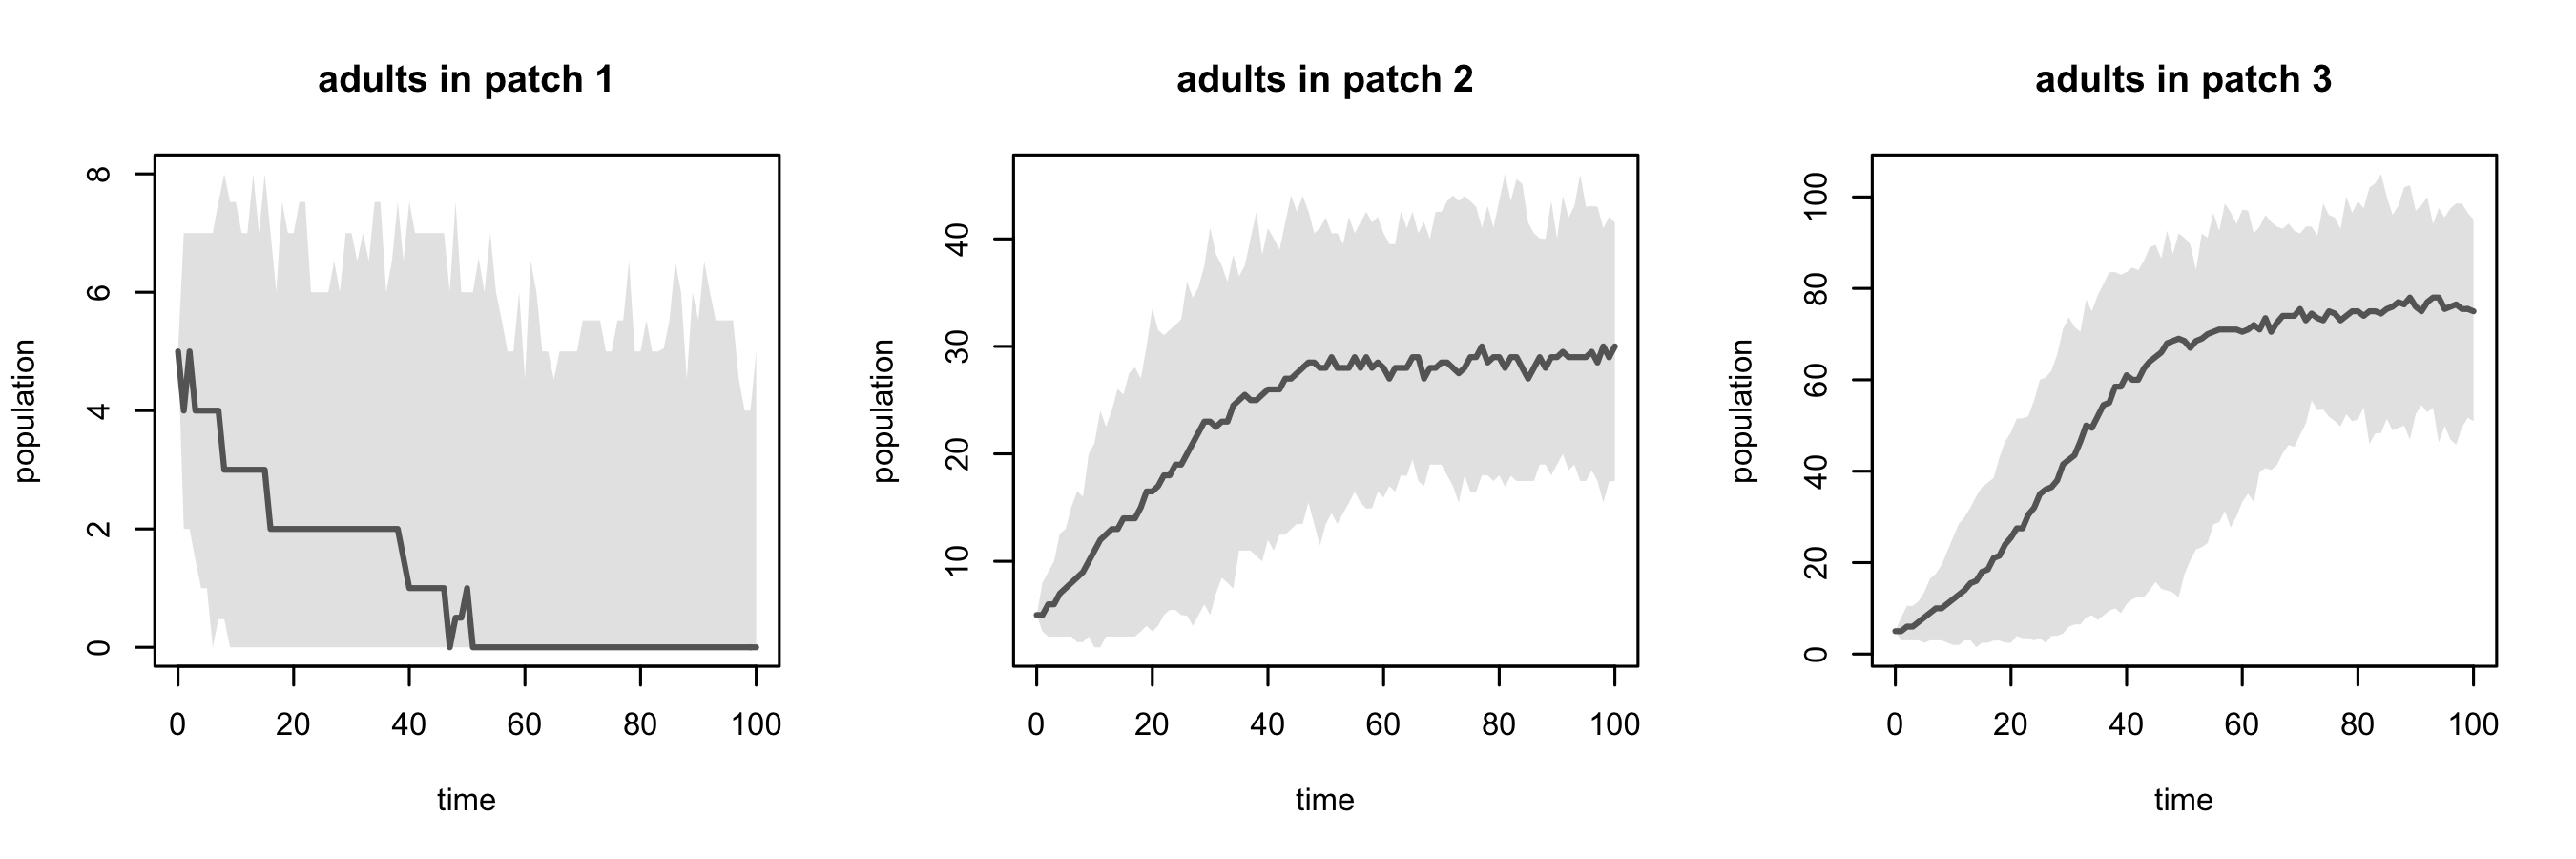 adults in patch 1
population
8
6
4
2
0
0 20 40 60 80 100
time
adults in patch 2
population
40
30
20
10
0 20 40 60 80 100
time
adults in patch 3
population
100
80
60
40
20
0
0 20 40 60 80 100
time